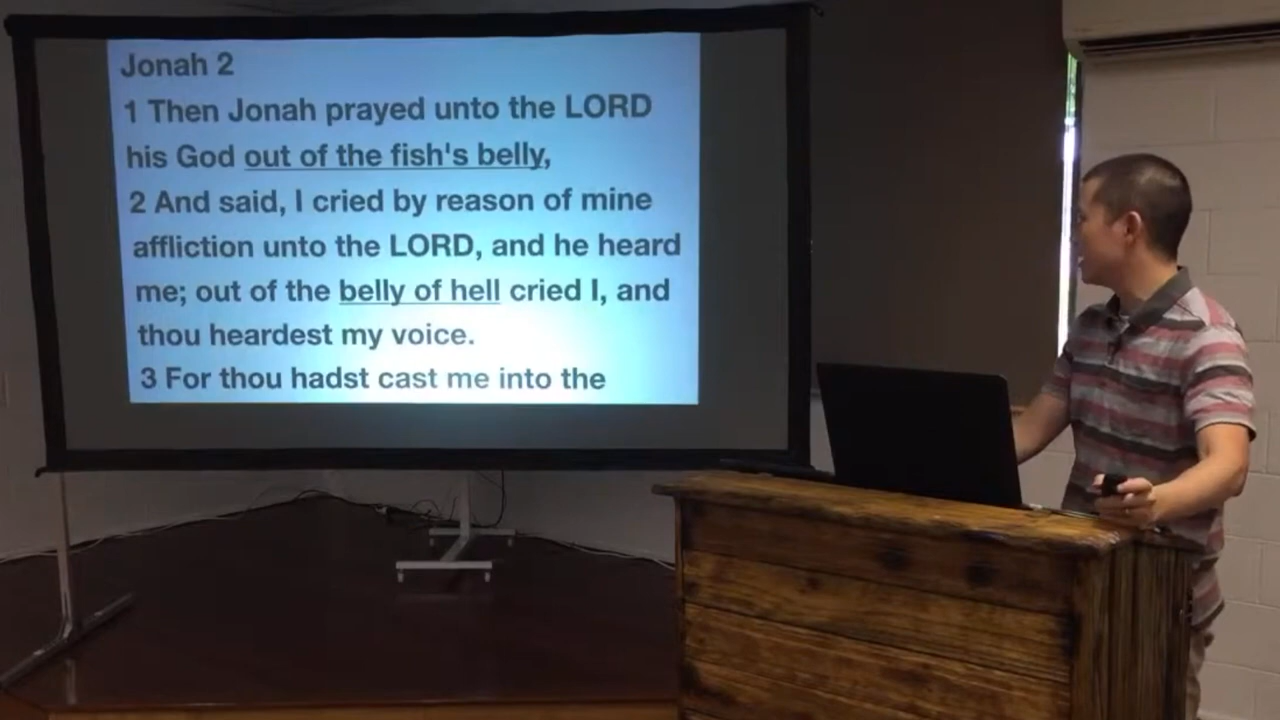 Jonah 2
1 Then Jonah prayed unto the LORD
his God out of the fish's belly,
2 And said, I cried by reason of mine
affliction unto the LORD, and he heard
me; out of the belly of hell cried I, and
thou heardest my voice.
3 For thou hadst cast me into the